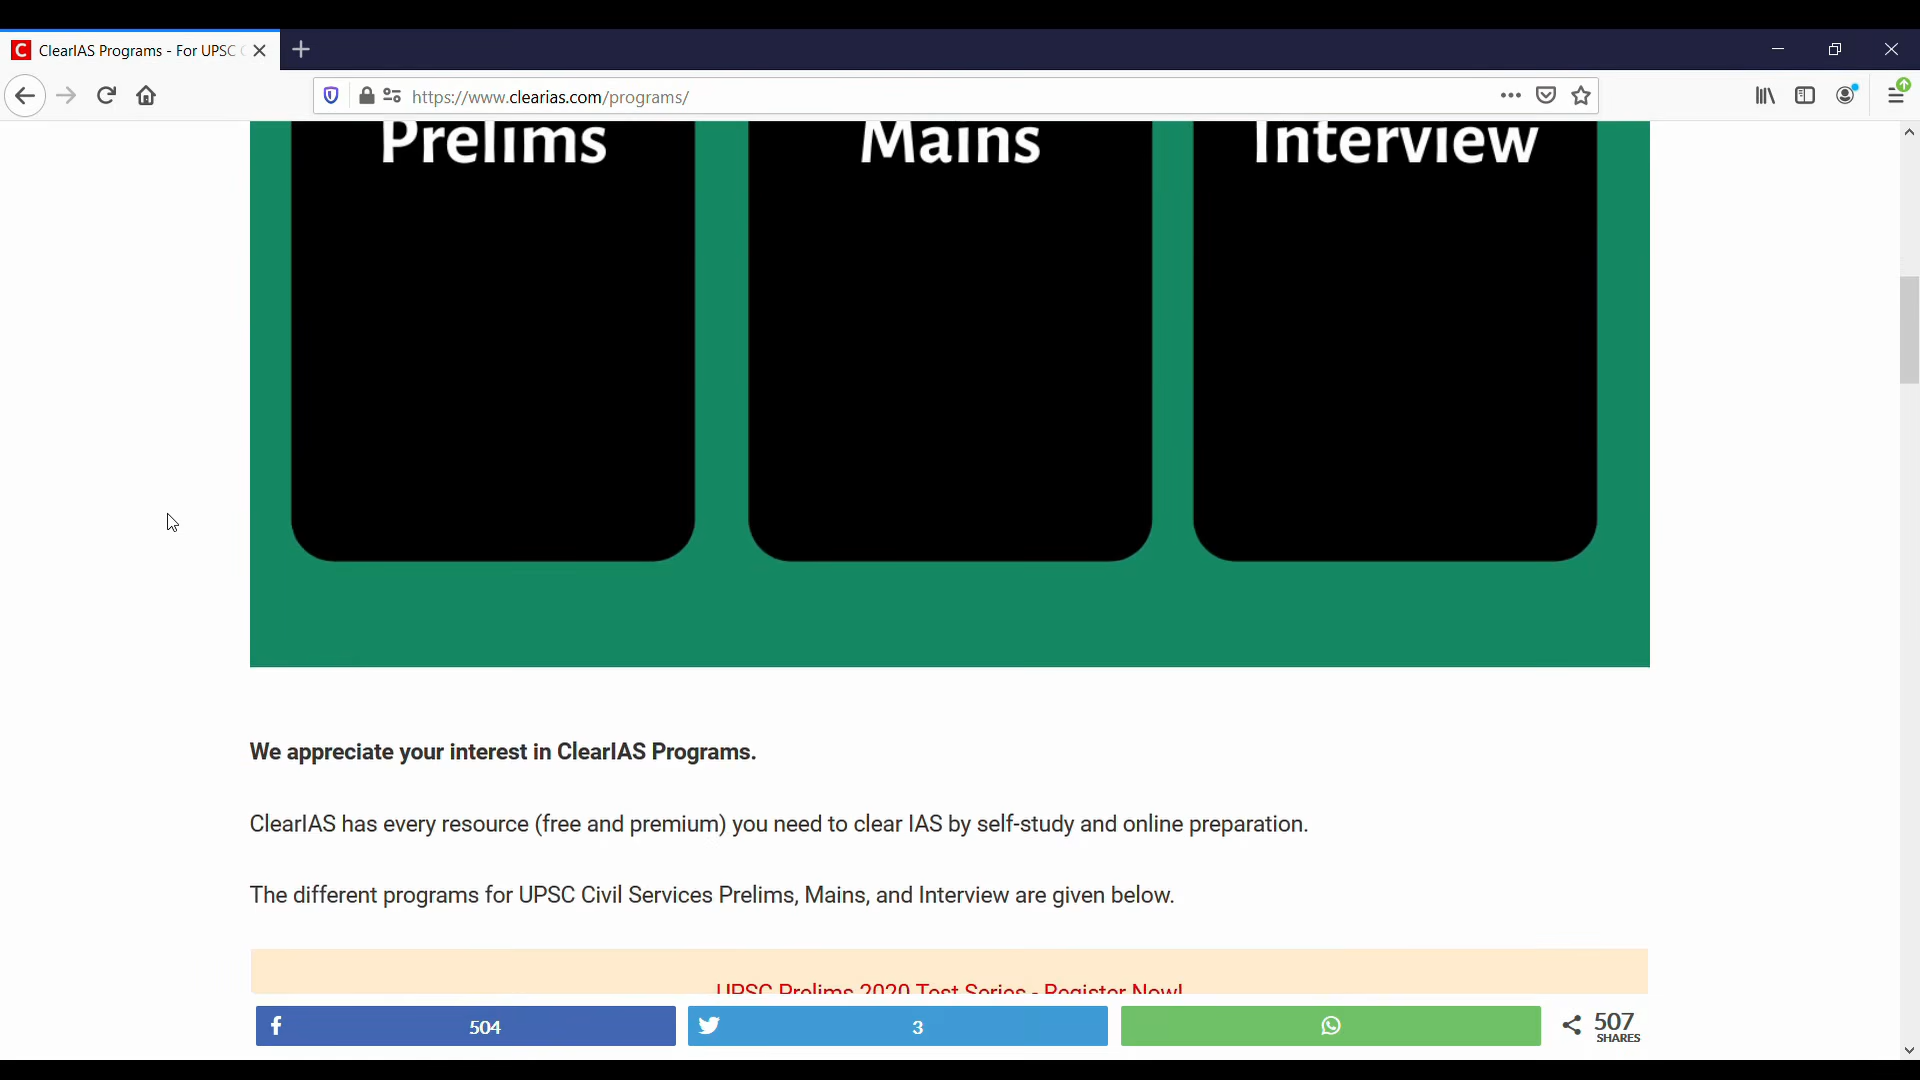 ClearIAS Programs - For UPSC C
https://www.clearias.com/programs/
Prelims
Mains
Interview
We appreciate your interest in ClearIAS Programs.
ClearIAS has every resource (free and premium) you need to clear IAS by self-study and online preparation.
The different programs for UPSC Civil Services Prelims, Mains, and Interview are given below.
UPSC Prelims 2020 Test Series - Register Now!
504
3
507
SHARES